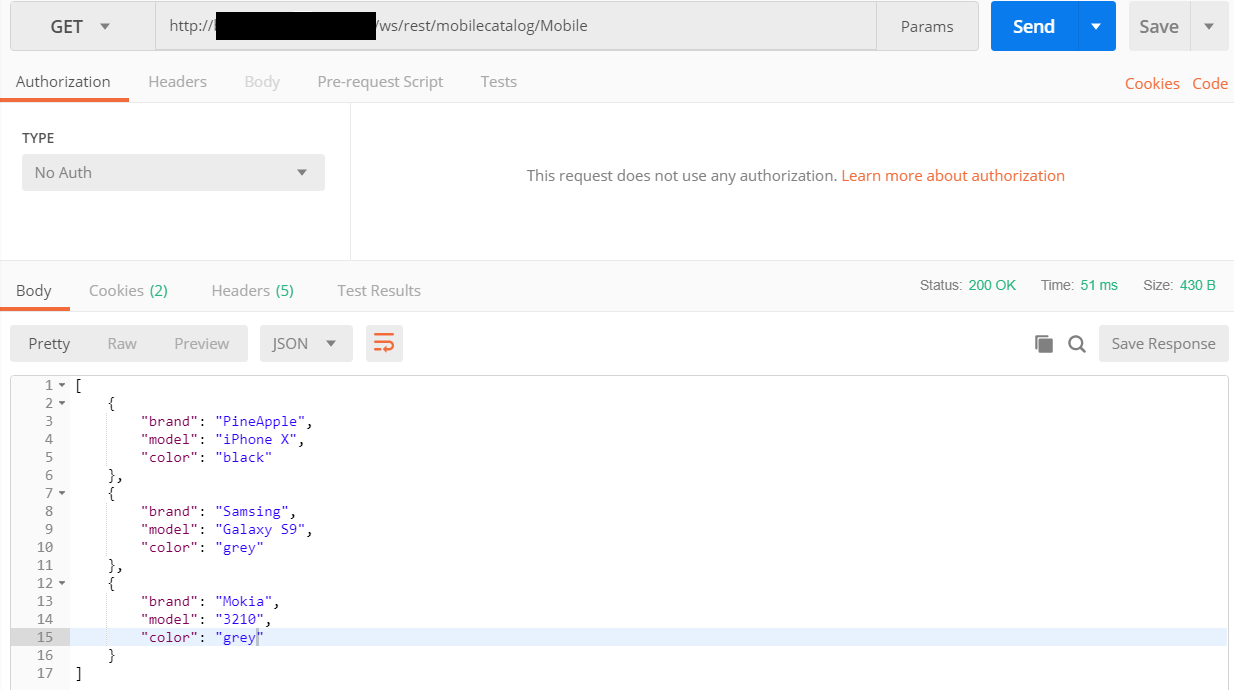 GET http:// /ws/rest/mobilecatalog/Mobile Params Send Save
Authorization Headers Body Pre-request Script Tests Cookies Code
TYPE
No Auth
This request does not use any authorization. Learn more about authorization
Body Cookies (2) Headers (5) Test Results Status: 200 OK Time: 51 ms Size: 430 B
Pretty Raw Preview JSON Save Response
1 [
2 {
3 "brand": "PineApple",
4 "model": "iPhone X",
5 "color": "black"
6 },
7 {
8 "brand": "Samsing",
9 "model": "Galaxy S9",
10 "color": "grey"
11 },
12 {
13 "brand": "Mokia",
14 "model": "3210",
15 "color": "grey"
16 }
17 ]